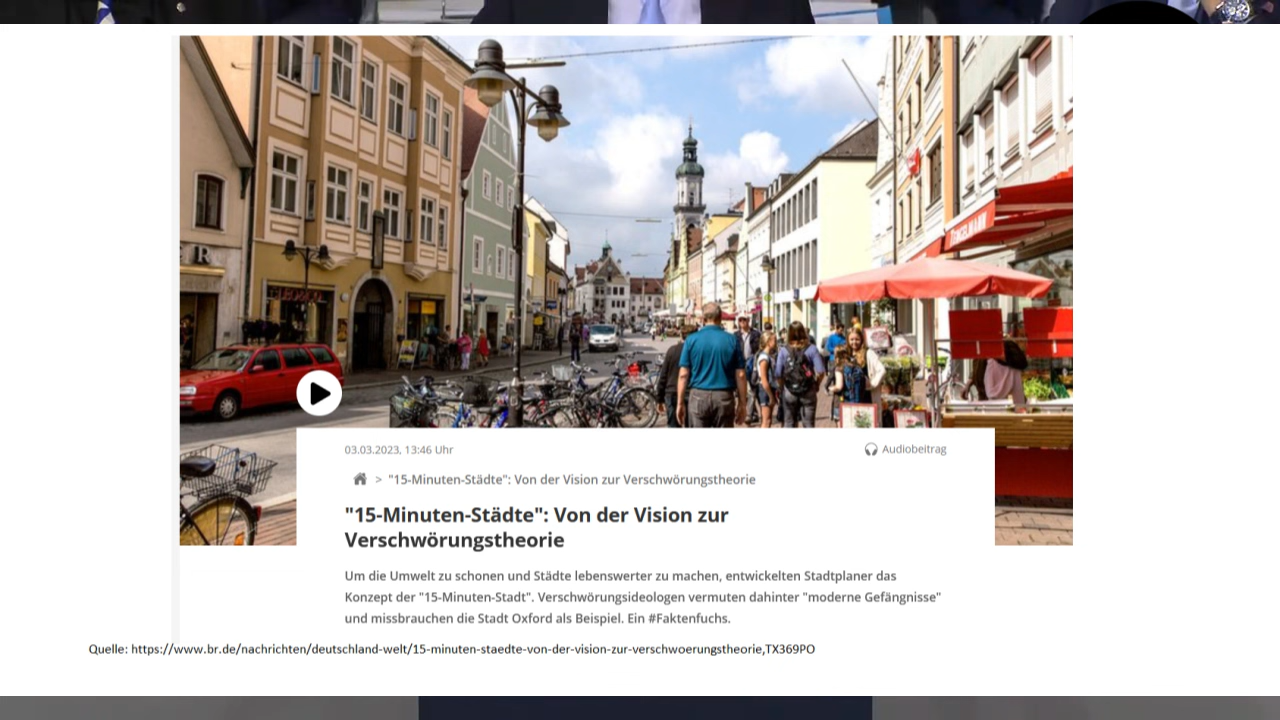 R
TENGELMANN
03.03.2023, 13:46 Uhr
Audiobeitrag
> "15-Minuten-Städte": Von der Vision zur Verschwörungstheorie
"15-Minuten-Städte": Von der Vision zur
Verschwörungstheorie
Um die Umwelt zu schonen und Städte lebenswerter zu machen, entwickelten Stadtplaner das
Konzept der "15-Minuten-Stadt". Verschwörungsideologen vermuten dahinter "moderne Gefängnisse"
und missbrauchen die Stadt Oxford als Beispiel. Ein #Faktenfuchs.
Quelle: https://www.br.de/nachrichten/deutschland-welt/15-minuten-staedte-von-der-vision-zur-verschwoerungstheorie,TX369PO